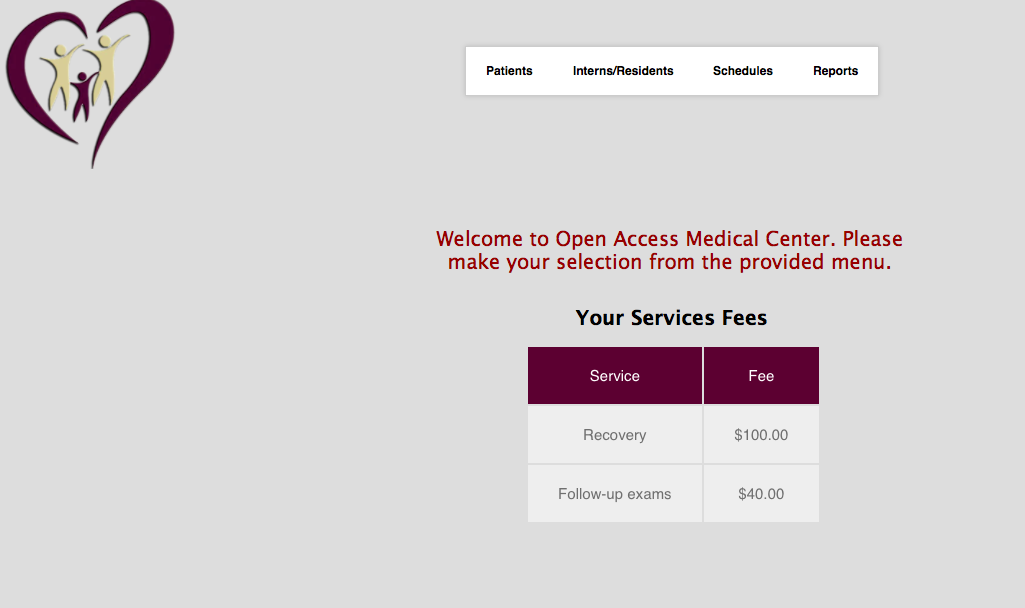 Patients Interns/Residents Schedules Reports
Welcome to Open Access Medical Center. Please
make your selection from the provided menu.
Your Services Fees
Service Fee
Recovery $100.00
Follow-up exams $40.00